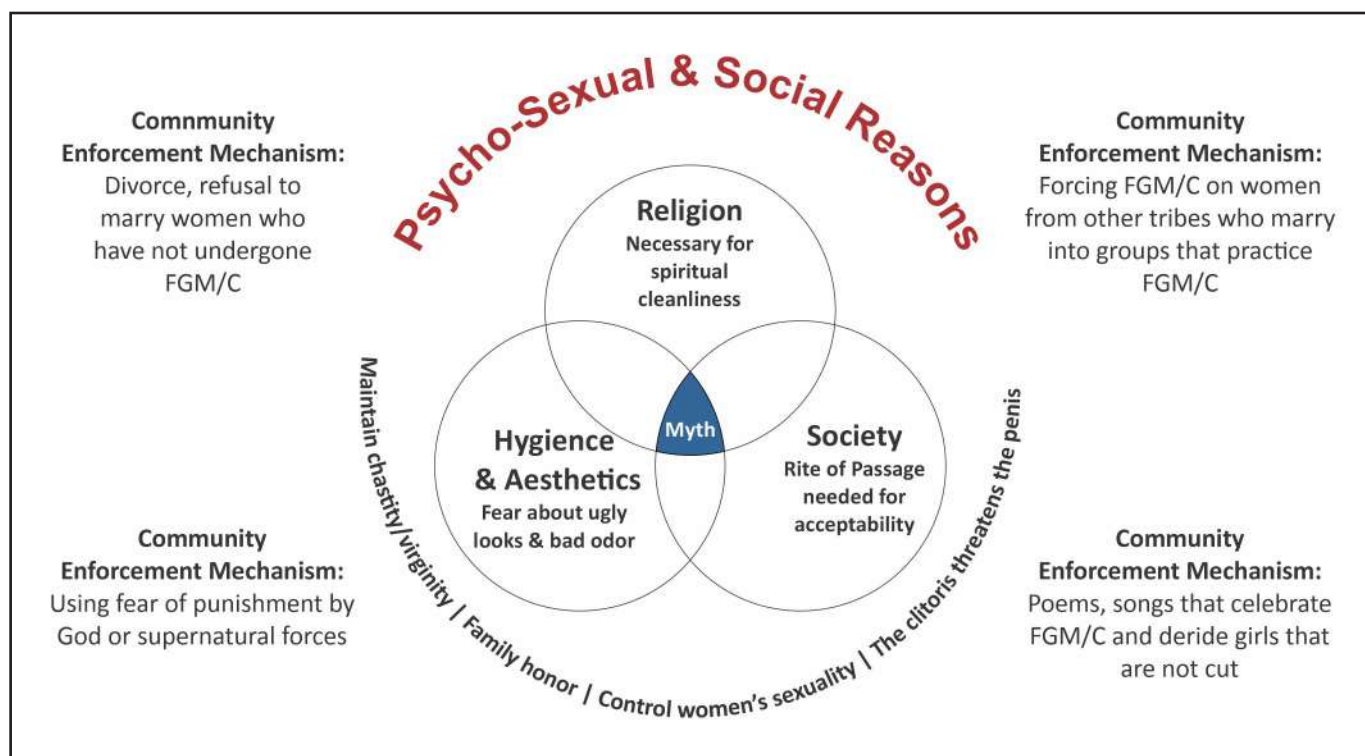 Psycho-Sexual & Social Reasons
Comnmunity
Enforcement Mechanism:
Divorce, refusal to
marry women who
have not undergone
FGM/C
Community
Enforcement Mechanism:
Forcing FGM/C on women
from other tribes who marry
into groups that practice
FGM/C
Religion
Necessary for
spiritual
cleanliness
Myth
Hygience
& Aesthetics
Fear about ugly
looks & bad odor
Society
Rite of Passage
needed for
acceptability
Maintain chastity/virginity | Family honor | Control women's sexuality | The clitoris threatens the penis
Community
Enforcement Mechanism:
Using fear of punishment by
God or supernatural forces
Community
Enforcement Mechanism:
Poems, songs that celebrate
FGM/C and deride girls that
are not cut